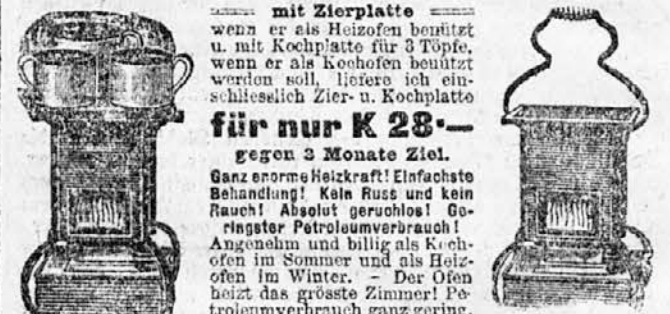 mit Zierplatte
wenn er als Heizofen benützt
u. mit Kochplatte für 3 Töpfe,
wenn er als Kochofen benützt
werden soll, liefere ich ein-
schliesslich Zier- u. Kochplatte
für nur K 28·—
gegen 3 Monate Ziel.
Ganz enorme Heizkraft! Einfachste
Behandlung! Kein Russ und kein
Rauch! Absolut geruchlos! Ge-
ringster Petroleumverbrauch!
Angenehm und billig als Koch-
ofen im Sommer und als Heiz-
ofen im Winter. – Der Ofen
heizt das grösste Zimmer! Pe-
troleumverbrauch ganz gering.